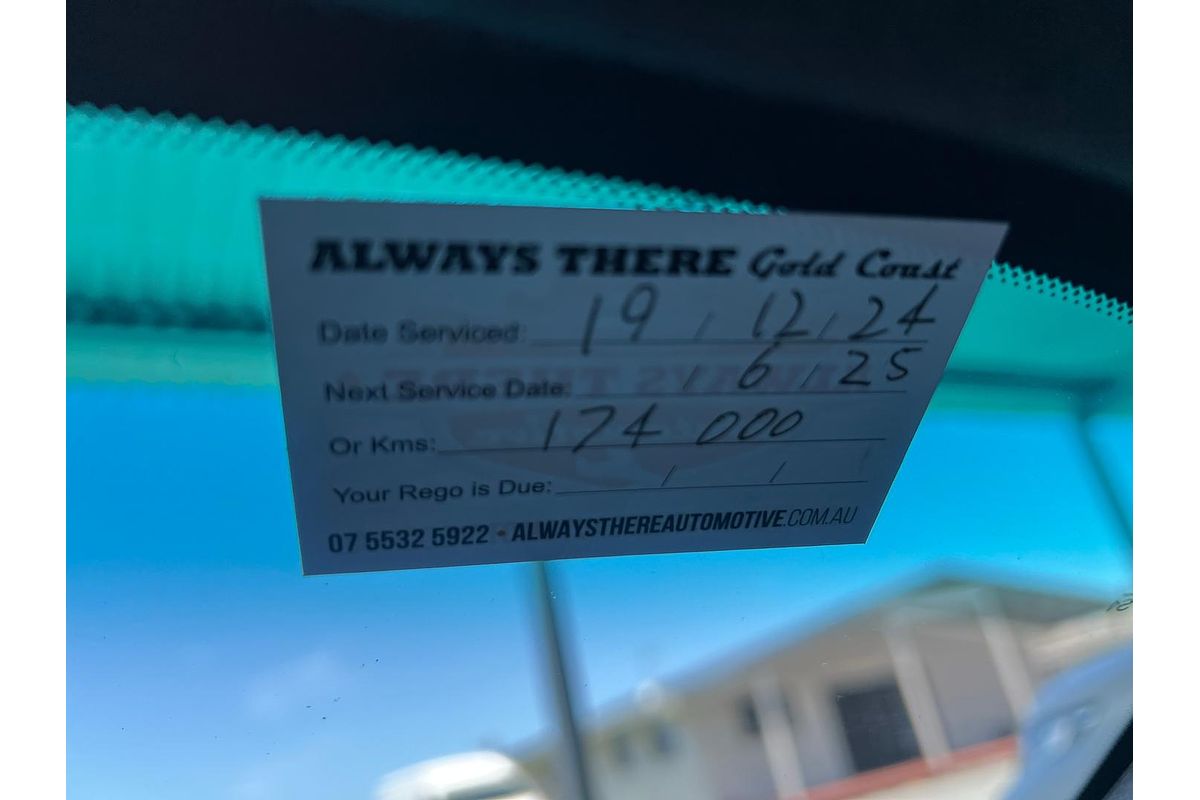 ALWAYS THERE Gold Coast
Date Serviced: 19 / 12 / 24
Next Service Date: / 6 / 25
Or Kms: 174 000
Your Rego is Due: / /
07 5532 5922 • ALWAYSTHEREAUTOMOTIVE.COM.AU